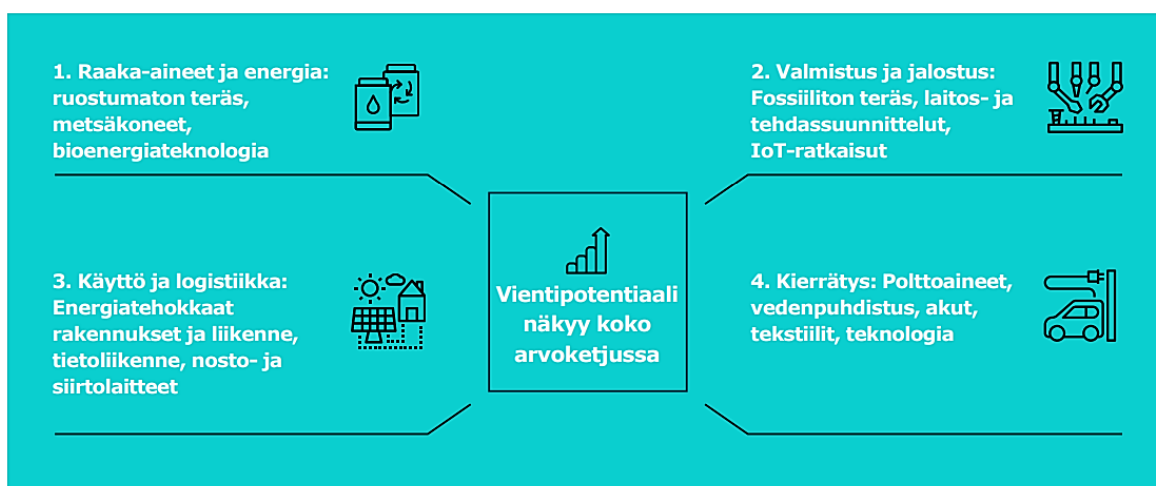 1. Raaka-aineet ja energia:
ruostumaton teräs,
metsäkoneet,
bioenergiateknologia
2. Valmistus ja jalostus:
Fossiiliton teräs, laitos- ja
tehdassuunnittelut,
IoT-ratkaisut
3. Käyttö ja logistiikka:
Energiatehokkaat
rakennukset ja liikenne,
tietoliikenne, nosto- ja
siirtolaitteet
Vientipotentiaali
näkyy koko
arvoketjussa
4. Kierrätys: Polttoaineet,
vedenpuhdistus, akut,
tekstiilit, teknologia